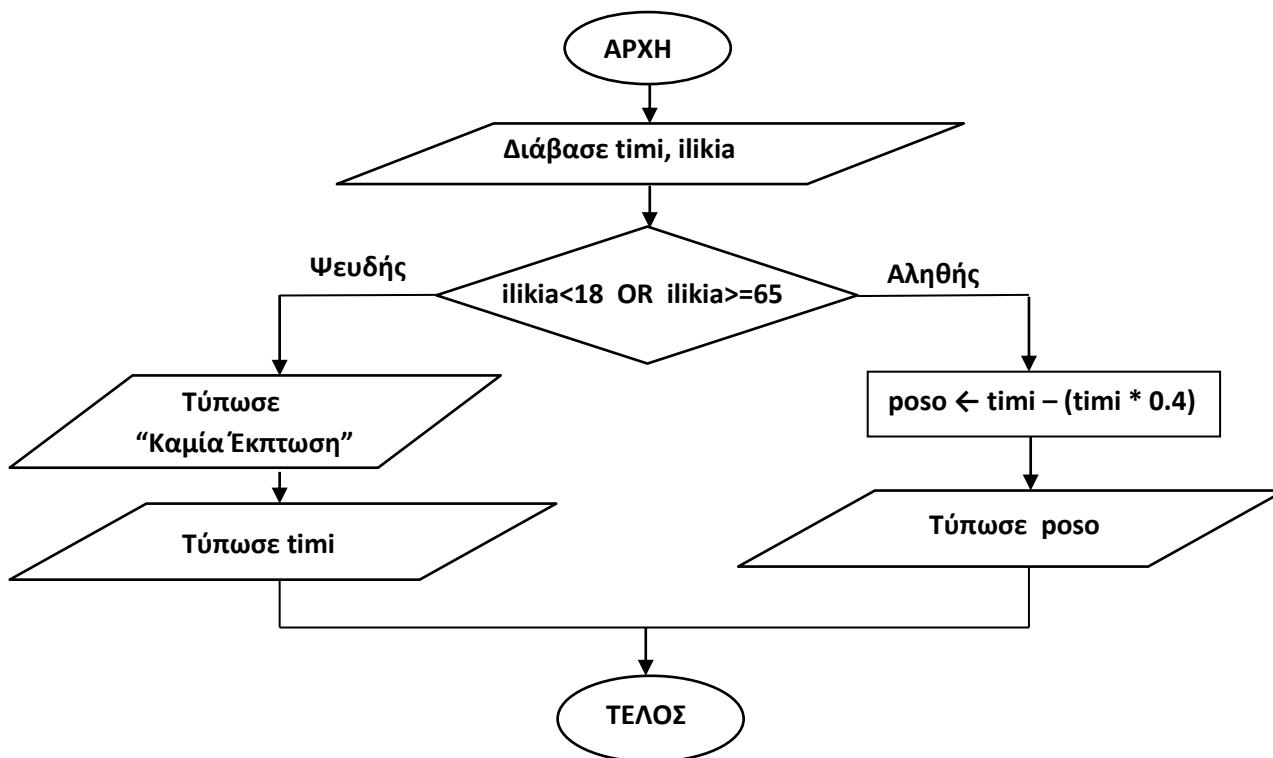 ΑΡΧΗ
Διάβασε timi, ilikia
Ψευδής
Αληθής
ilikia<18 OR ilikia>=65
Τύπωσε
“Καμία Έκπτωση”
poso ← timi – (timi * 0.4)
Τύπωσε timi
Τύπωσε poso
ΤΕΛΟΣ